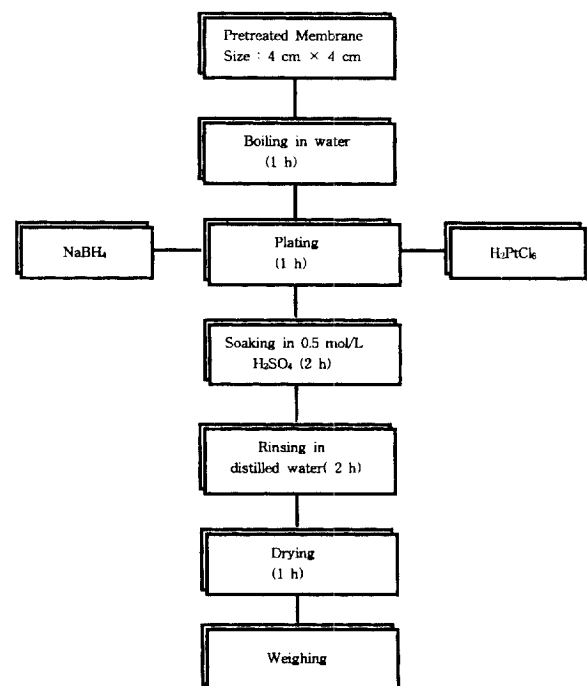 Pretreated Membrane
Size : 4 cm × 4 cm
Boiling in water
(1 h)
NaBH₄
Plating
(1 h)
H₂PtCl₆
Soaking in 0.5 mol/L
H₂SO₄ (2 h)
Rinsing in
distilled water( 2 h)
Drying
(1 h)
Weighing